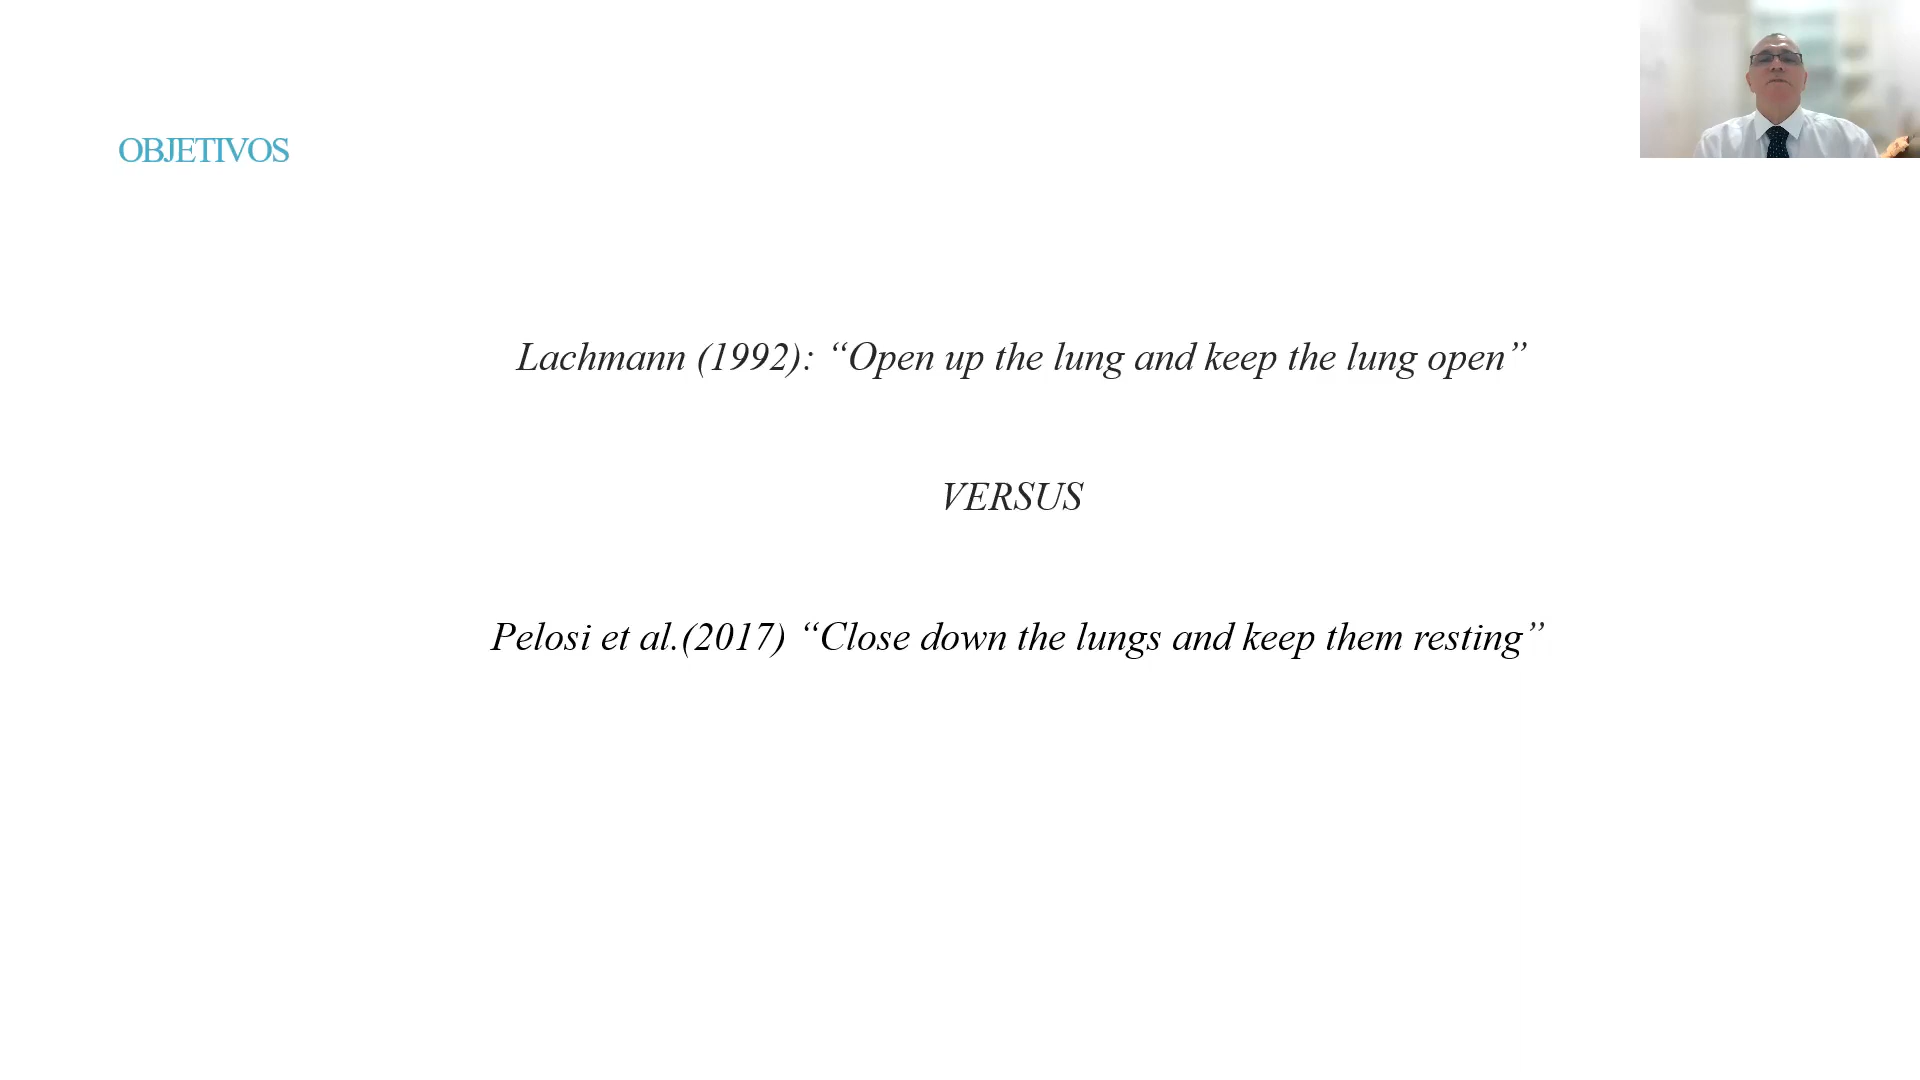 OBJETIVOS
Lachmann (1992): “Open up the lung and keep the lung open”
VERSUS
Pelosi et al.(2017) “Close down the lungs and keep them resting”